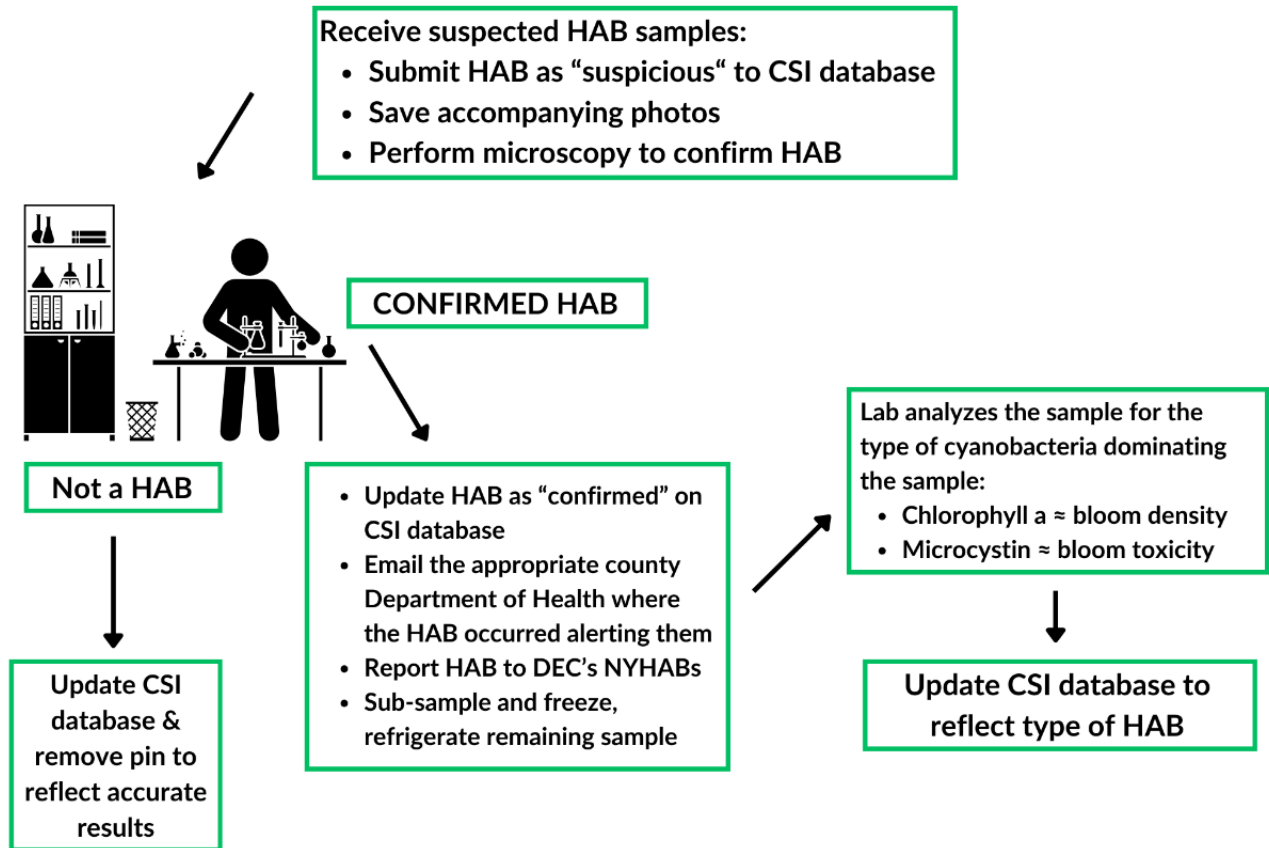 Receive suspected HAB samples:
• Submit HAB as “suspicious“ to CSI database
• Save accompanying photos
• Perform microscopy to confirm HAB
CONFIRMED HAB
Not a HAB
Update CSI
database &
remove pin to
reflect accurate
results
• Update HAB as “confirmed” on
CSI database
• Email the appropriate county
Department of Health where
the HAB occurred alerting them
• Report HAB to DEC’s NYHABs
• Sub-sample and freeze,
refrigerate remaining sample
Lab analyzes the sample for the
type of cyanobacteria dominating
the sample:
• Chlorophyll a ≈ bloom density
• Microcystin ≈ bloom toxicity
Update CSI database to
reflect type of HAB